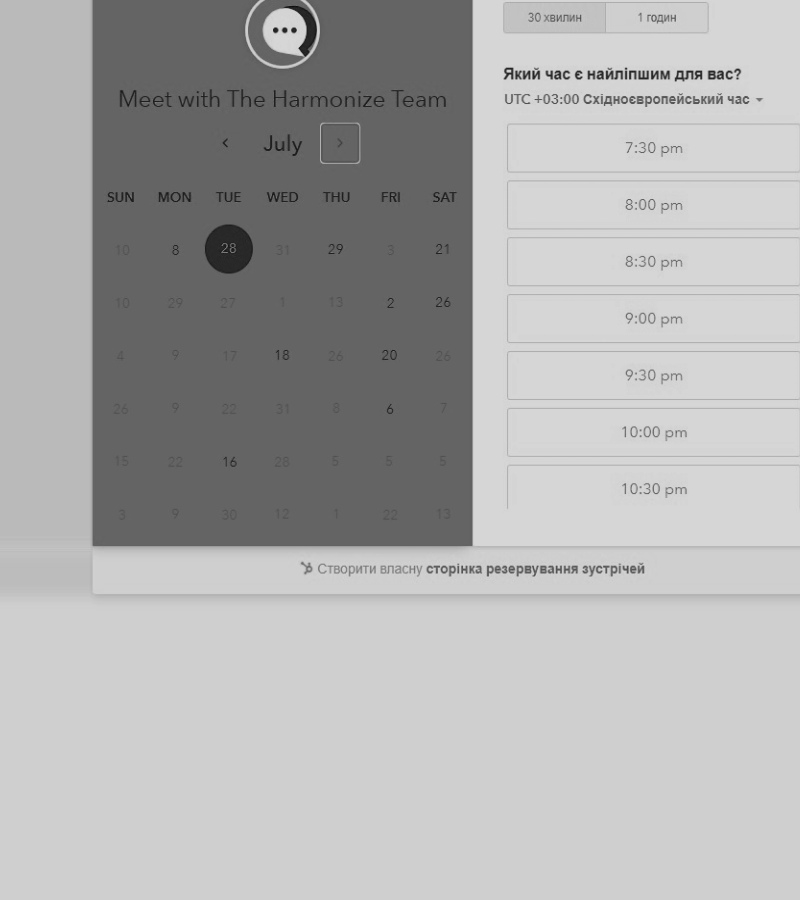 30 хвилин 1 годин
Який час є найліпшим для вас?
Meet with The Harmonize Team
UTC +03:00 Східноєвропейський час
July
SUN MON TUE WED THU FRI SAT
10 8 28 31 29 3 21
10 29 27 1 13 2 26
4 9 17 18 26 20 26
26 9 22 31 8 6 7
15 22 16 28 5 5 5
3 9 30 12 1 22 13
7:30 pm
8:00 pm
8:30 pm
9:00 pm
9:30 pm
10:00 pm
10:30 pm
Створити власну сторінка резервування зустрічей